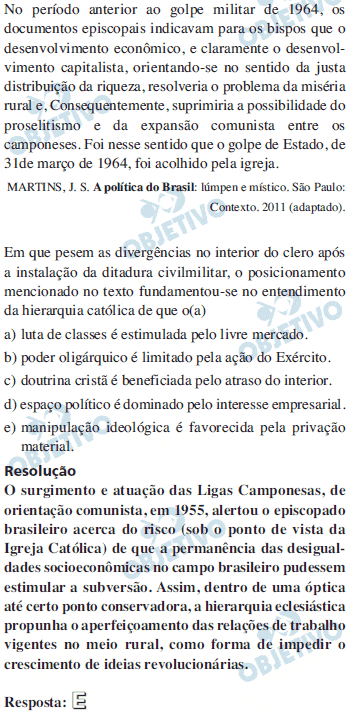 No período anterior ao golpe militar de 1964, os
documentos episcopais indicavam para os bispos que o
desenvolvimento econômico, e claramente o desenvol-
vimento capitalista, orientando-se no sentido da justa
distribuição da riqueza, resolveria o problema da miséria
rural e, Consequentemente, suprimiria a possibilidade do
proselitismo e da expansão comunista entre os
camponeses. Foi nesse sentido que o golpe de Estado, de
31de março de 1964, foi acolhido pela igreja.
MARTINS, J. S. A política do Brasil: lúmpen e místico. São Paulo:
Contexto. 2011 (adaptado).
Em que pesem as divergências no interior do clero após
a instalação da ditadura civilmilitar, o posicionamento
mencionado no texto fundamentou-se no entendimento
da hierarquia católica de que o(a)
a) luta de classes é estimulada pelo livre mercado.
b) poder oligárquico é limitado pela ação do Exército.
c) doutrina cristã é beneficiada pelo atraso do interior.
d) espaço político é dominado pelo interesse empresarial.
e) manipulação ideológica é favorecida pela privação
material.
Resolução
O surgimento e atuação das Ligas Camponesas, de
orientação comunista, em 1955, alertou o episcopado
brasileiro acerca do risco (sob o ponto de vista da
Igreja Católica) de que a permanência das desigual-
dades socioeconômicas no campo brasileiro pudessem
estimular a subversão. Assim, dentro de uma óptica
até certo ponto conservadora, a hierarquia eclesiástica
propunha o aperfeiçoamento das relações de trabalho
vigentes no meio rural, como forma de impedir o
crescimento de ideias revolucionárias.
Resposta: E
OBJETIVO
OBJETIVO
OBJETIVO
OBJETIVO
OBJETIVO
OBJETIVO
OBJETIVO
OBJETIVO